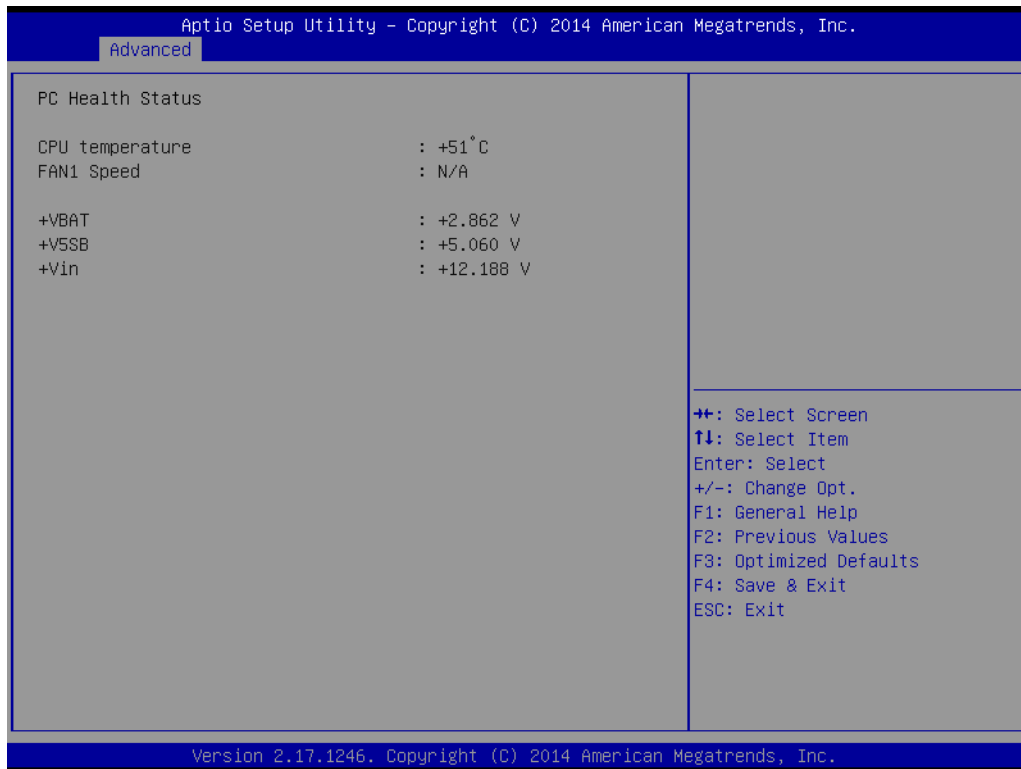 Aptio Setup Utility – Copyright (C) 2014 American Megatrends, Inc.
Advanced
PC Health Status
CPU temperature : +51°C
FAN1 Speed : N/A
+VBAT : +2.862 V
+V5SB : +5.060 V
+Vin : +12.188 V
→←: Select Screen
↑↓: Select Item
Enter: Select
+/-: Change Opt.
F1: General Help
F2: Previous Values
F3: Optimized Defaults
F4: Save & Exit
ESC: Exit
Version 2.17.1246. Copyright (C) 2014 American Megatrends, Inc.